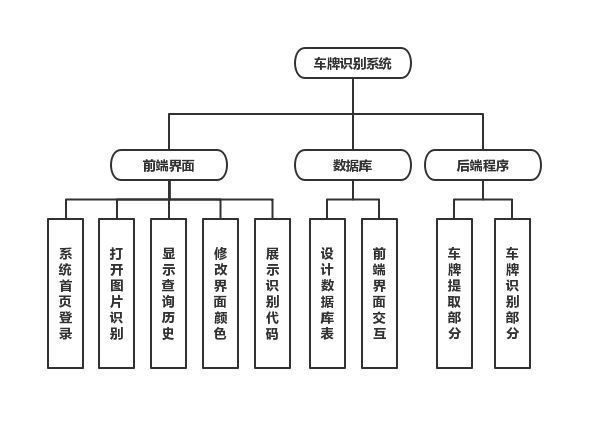 车牌识别系统
前端界面
数据库
后端程序
系统首页登录
打开图片识别
显示查询历史
修改界面颜色
展示识别代码
设计数据库表
前端界面交互
车牌提取部分
车牌识别部分